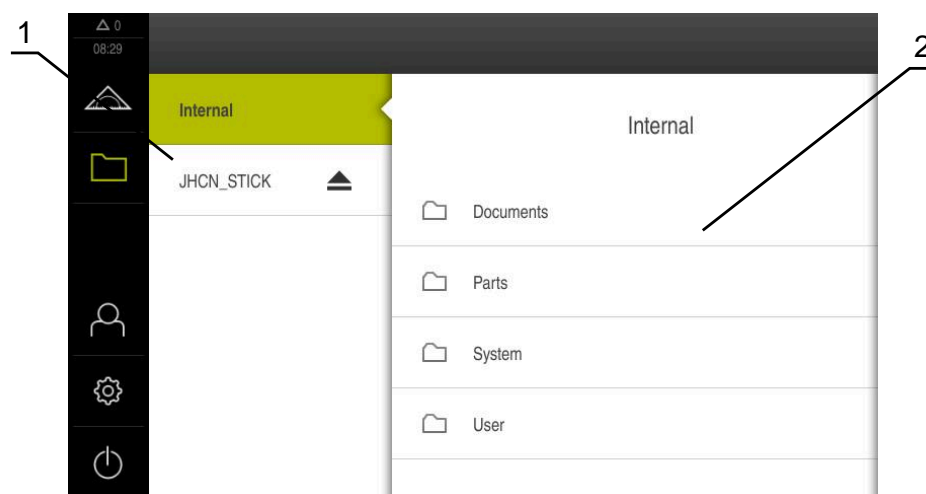 1
2
0
08:29
Internal
JHCN_STICK
Internal
Documents
Parts
System
User